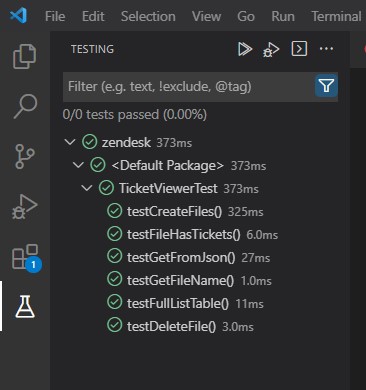 File Edit Selection View Go Run Terminal
TESTING
Filter (e.g. text, !exclude, @tag)
0/0 tests passed (0.00%)
zendesk 373ms
<Default Package> 373ms
TicketViewerTest 373ms
testCreateFiles() 325ms
testFileHasTickets() 6.0ms
testGetFromJson() 27ms
testGetFileName() 1.0ms
testFullListTable() 11ms
testDeleteFile() 3.0ms
1